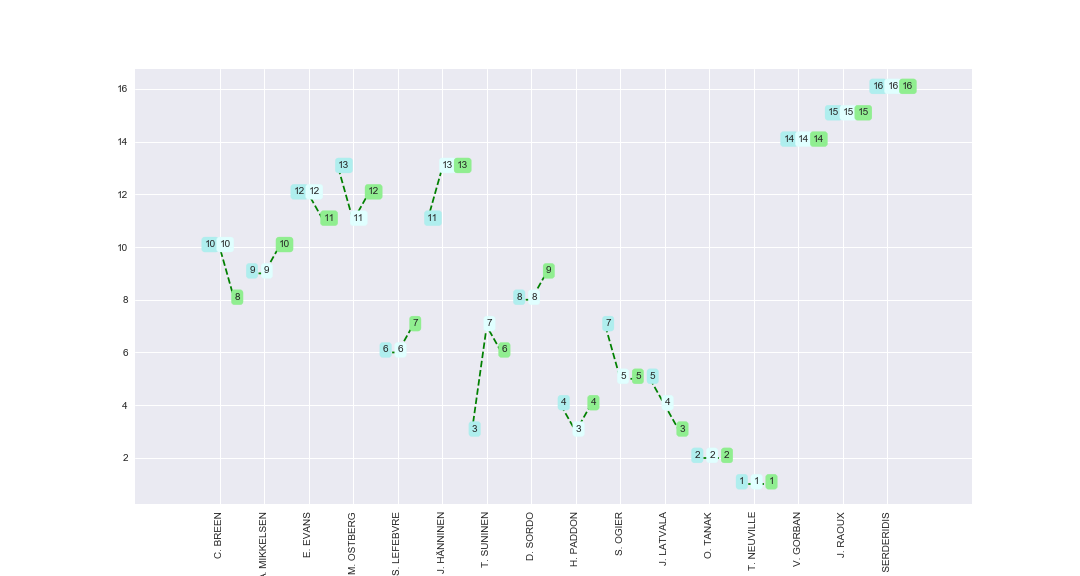 16
16 16 16
15 15 15
14
14 14 14
13
13 13
12
12 12
12
11
11
11
10
10 10
10
9 9
9
8
8
8 8
7
7
7
6
6 6
6
5 5
5
4
4
4
4
3
3
3
2
2 2 2
1 1 1
C. BREEN
MIKKELSEN
E. EVANS
M. OSTBERG
S. LEFEBVRE
J. HÄNNINEN
T. SUNINEN
D. SORDO
H. PADDON
S. OGIER
J. LATVALA
O. TANAK
T. NEUVILLE
V. GORBAN
J. RAOUX
SERDERIDIS